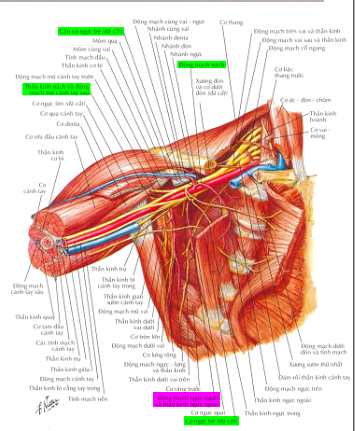 Động mạch cùng vai - ngực
Nhánh cùng vai
Nhánh denta
Nhánh đòn
Nhánh ngực
Cơ thang
Động mạch trên vai và thần kinh
Động mạch vai sau và thần kinh
Động mạch cổ ngang
Gân cơ ngực bé (đã cắt)
Mỏm quạ
Mỏm cùng vai
Tĩnh mạch đầu
Thần kinh cơ bì
Động mạch mũ cánh tay trước
Thần kinh nách và động
mạch mũ cánh tay sau
Cơ ngực lớn (đã cắt)
Cơ quạ cánh tay
Cơ denta
Cơ nhị đầu cánh tay
Thần kinh
cơ bì
Cơ
cánh tay
Động mạch nách
Xương đòn
và cơ dưới
đòn (đã cắt)
Cơ bậc
thang trước
Cơ ức - đòn - chũm
Thần kinh
hoành
Cơ vai -
móng
Động mạch
cánh tay sâu
Thần kinh quay
Cơ tam đầu
cánh tay
Các tĩnh mạch
cánh tay
Thần kinh trụ
Thần kinh giữa
Động mạch cánh tay
Thần kinh bì cẳng tay trong
Tĩnh mạch nền
Thần kinh trụ
Thần kinh bì
cánh tay trong
Thần kinh gian
sườn cánh tay
Động mạch mũ vai
Thần kinh dưới
vai dưới
Cơ tròn lớn
Động mạch dưới vai
Cơ lưng rộng
Động mạch ngực - lưng
và thần kinh
Thần kinh dưới vai trên
Cơ răng trước
Động mạch ngực ngoài
và thần kinh ngực ngoài
Cơ ngực quai
Cơ ngực bé (đã cắt)
Động mạch dưới
đòn và tĩnh mạch
Xương sườn thứ nhất
Đám rối thần kinh cánh tay
Động mạch ngực trên
Thần kinh ngực ngoài
Thần kinh ngực trong